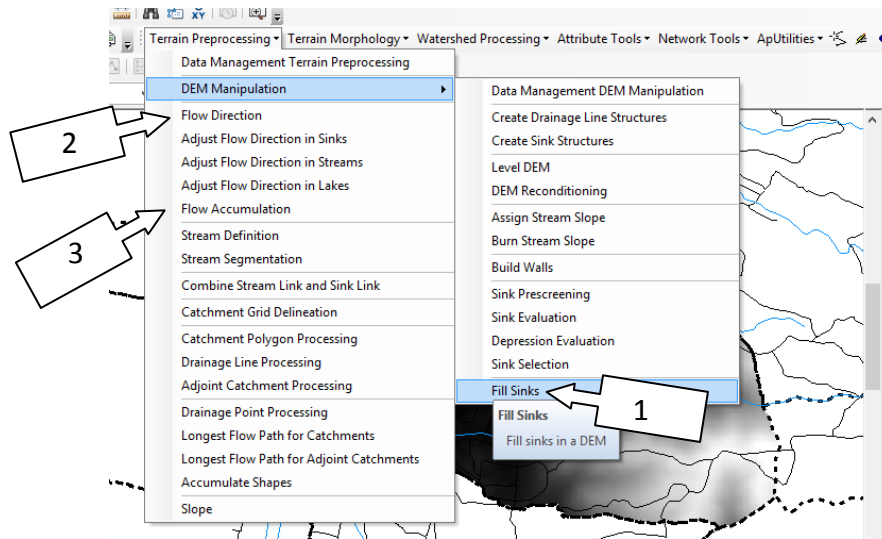 Terrain Preprocessing Terrain Morphology Watershed Processing Attribute Tools Network Tools ApUtilities
Data Management Terrain Preprocessing
DEM Manipulation
Flow Direction
Adjust Flow Direction in Sinks
Adjust Flow Direction in Streams
Adjust Flow Direction in Lakes
Flow Accumulation
Stream Definition
Stream Segmentation
Combine Stream Link and Sink Link
Catchment Grid Delineation
Catchment Polygon Processing
Drainage Line Processing
Adjoint Catchment Processing
Drainage Point Processing
Longest Flow Path for Catchments
Longest Flow Path for Adjoint Catchments
Accumulate Shapes
Slope
Data Management DEM Manipulation
Create Drainage Line Structures
Create Sink Structures
Level DEM
DEM Reconditioning
Assign Stream Slope
Burn Stream Slope
Build Walls
Sink Prescreening
Sink Evaluation
Depression Evaluation
Sink Selection
Fill Sinks
Fill Sinks
Fill sinks in a DEM
1
2
3
XY